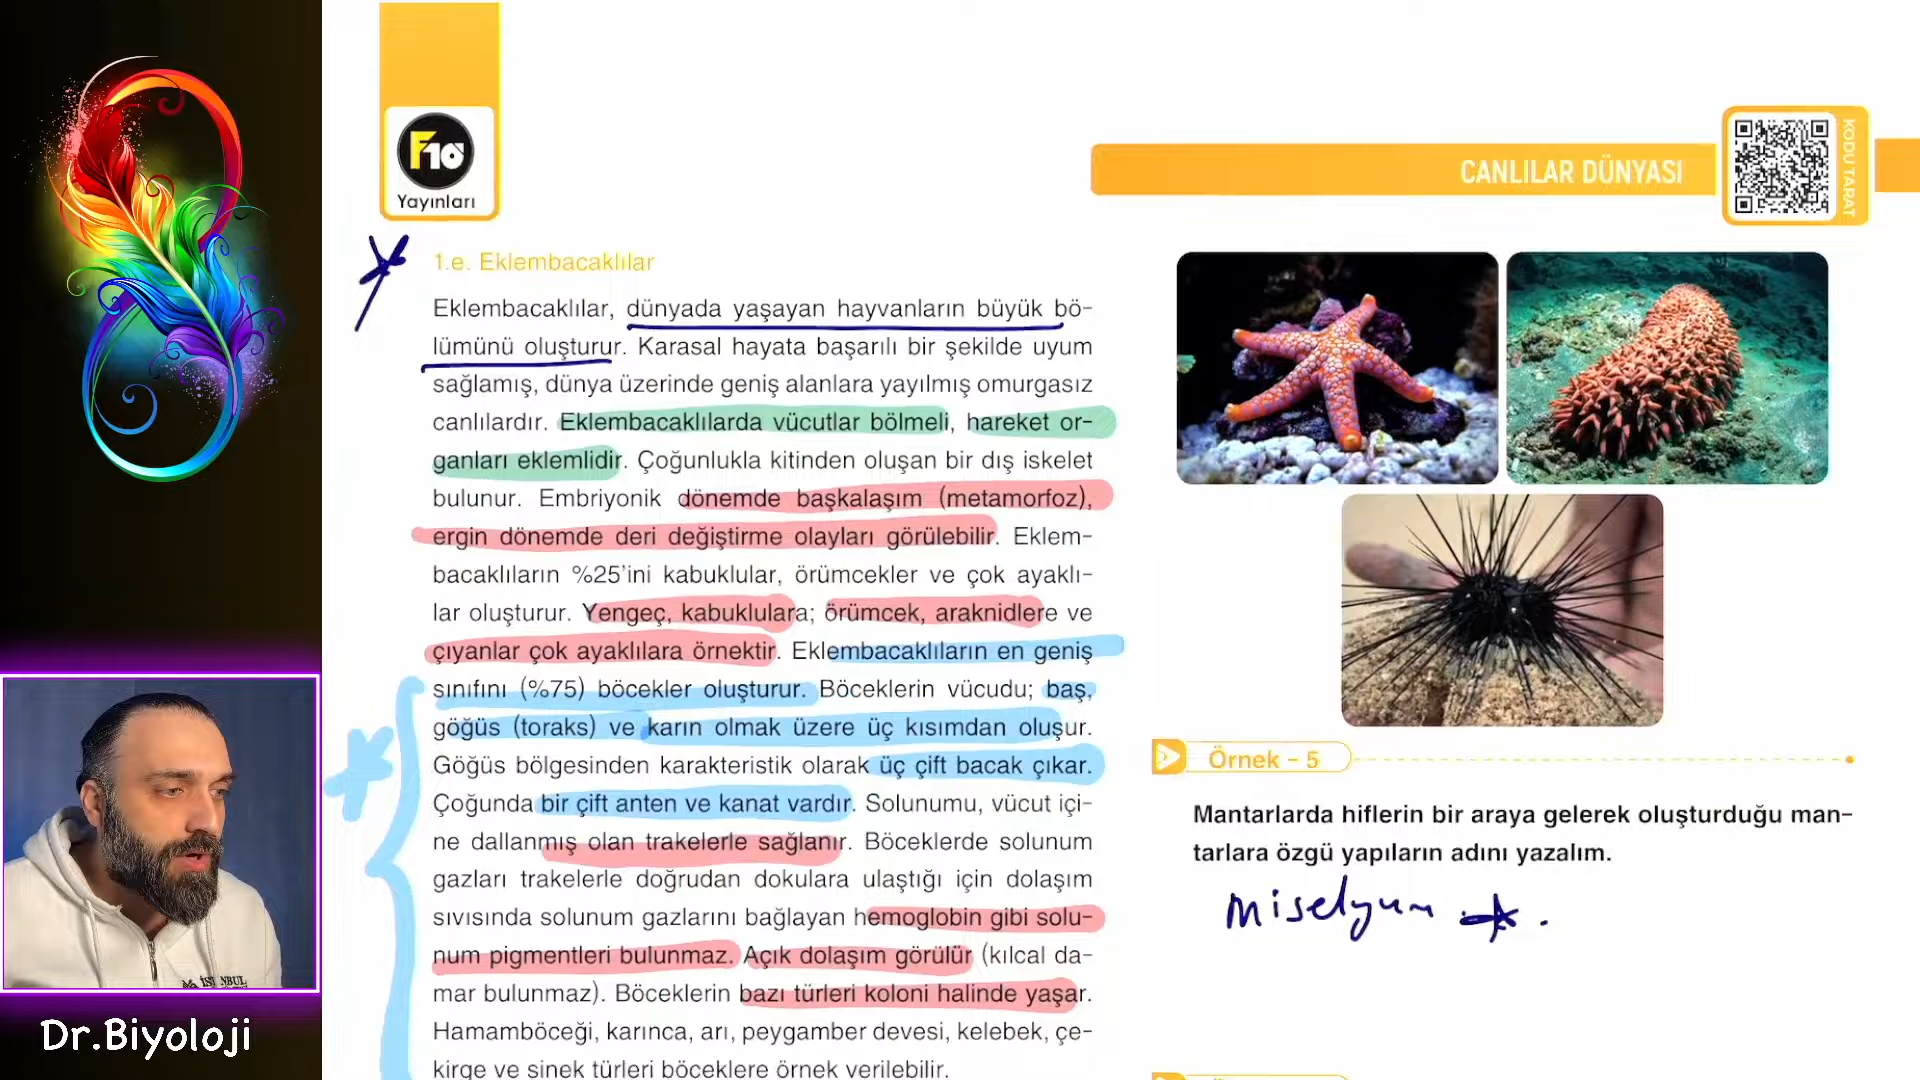 F10
Yayınları
CANLILAR DÜNYASI
KODU TARAT
1.e. Eklembacaklılar
Eklembacaklılar, dünyada yaşayan hayvanların büyük bö-
lümünü oluşturur. Karasal hayata başarılı bir şekilde uyum
sağlamış, dünya üzerinde geniş alanlara yayılmış omurgasız
canlılardır. Eklembacaklılarda vücutlar bölmeli, hareket or-
ganları eklemlidir. Çoğunlukla kitinden oluşan bir dış iskelet
bulunur. Embriyonik dönemde başkalaşım (metamorfoz),
ergin dönemde deri değiştirme olayları görülebilir. Eklem-
bacaklıların %25'ini kabuklular, örümcekler ve çok ayaklı-
lar oluşturur. Yengeç, kabuklulara; örümcek, araknidlere ve
çıyanlar çok ayaklılara örnektir. Eklembacaklıların en geniş
sınıfını (%75) böcekler oluşturur. Böceklerin vücudu; baş,
göğüs (toraks) ve karın olmak üzere üç kısımdan oluşur.
Göğüs bölgesinden karakteristik olarak üç çift bacak çıkar.
Çoğunda bir çift anten ve kanat vardır. Solunumu, vücut içi-
ne dallanmış olan trakelerle sağlanır. Böceklerde solunum
gazları trakelerle doğrudan dokulara ulaştığı için dolaşım
sıvısında solunum gazlarını bağlayan hemoglobin gibi solu-
num pigmentleri bulunmaz. Açık dolaşım görülür (kılcal da-
mar bulunmaz). Böceklerin bazı türleri koloni halinde yaşar.
Hamamböceği, karınca, arı, peygamber devesi, kelebek, çe-
kirge ve sinek türleri böceklere örnek verilebilir.
Örnek - 5
Mantarlarda hiflerin bir araya gelerek oluşturduğu man-
tarlara özgü yapıların adını yazalım.
Miselyum
Dr.Biyoloji